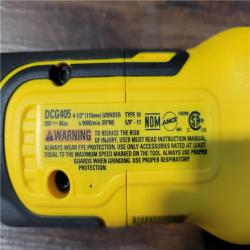 DCG405 4-1/2" (115mm) GRINDER TYPE 10
20V Max n 9000/min (RPM) 5/8" - 11
NOM ANCE
WARNING TO REDUCE THE RISK
OF INJURY, USER MUST READ INSTRUCTION MANUAL.
ALWAYS WEAR EYE PROTECTION. USE ONLY ACCESSORIES RATED AT LEAST
EQUAL TO THE MAXIMUM SPEED MARKED ON THE TOOL. ALWAYS USE PROPER
GUARDS WHEN GRINDING. USE PROPER RESPIRATORY PROTECTION
ALSO.